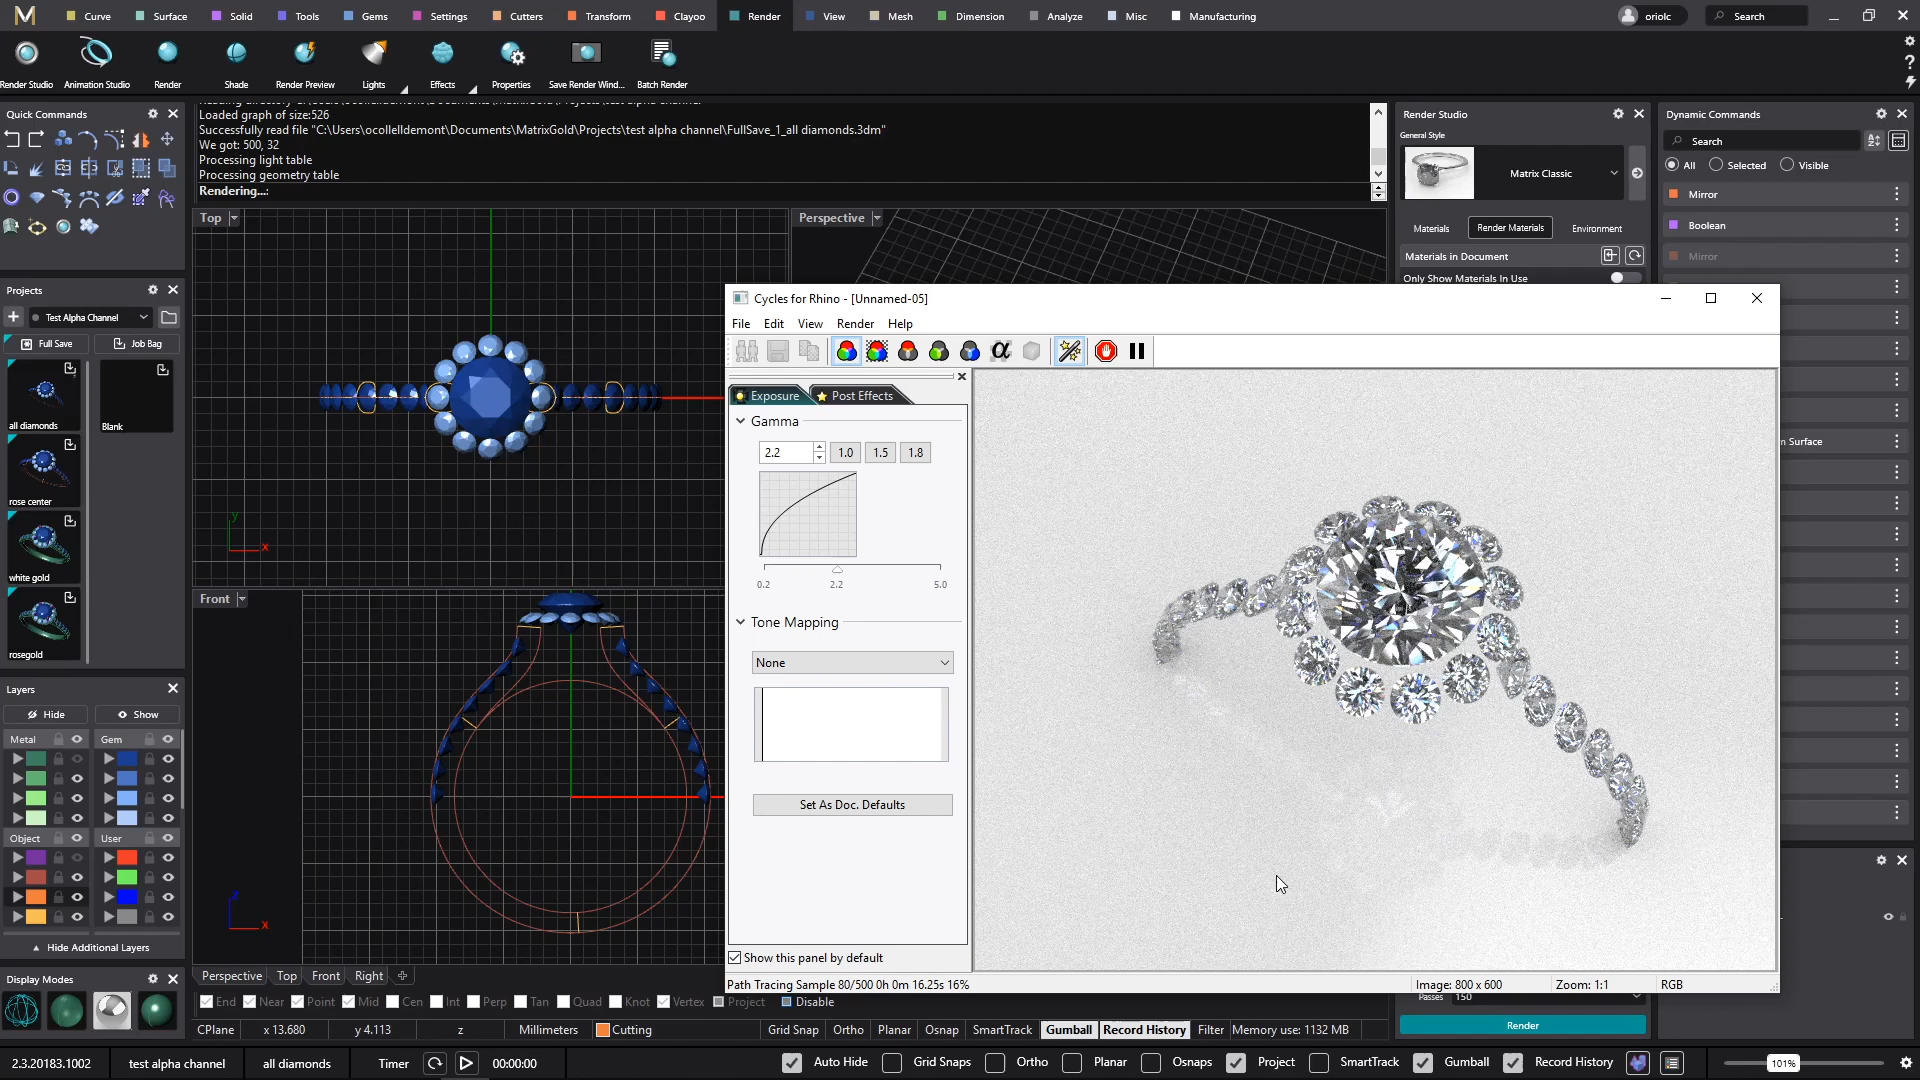 Curve Surface Solid Tools Gems Settings Cutters Transform Clayoo Render View Mesh Dimension Analyze Misc Manufacturing oriolc Search
Render Studio Animation Studio Render Shade Render Preview Lights Effects Properties Save Render Wind... Batch Render
Quick Commands
Loaded graph of size:526
Successfully read file "C:\Users\ocollelldemont\Documents\MatrixGold\Projects\test alpha channel\FullSave_1_all diamonds.3dm"
We got: 500, 32
Processing light table
Processing geometry table
Rendering...:
Render Studio
General Style
Matrix Classic
Materials Render Materials Environment
Materials in Document
Only Show Materials In Use
Dynamic Commands
Search
All Selected Visible
Mirror
Boolean
Mirror
n Surface
Top
Perspective
Front
Projects
Test Alpha Channel
Full Save Job Bag
all diamonds
Blank
rose center
white gold
rosegold
Layers
Hide Show
Metal Gem
Object User
Hide Additional Layers
Display Modes
y
x
z
x
Cycles for Rhino - [Unnamed-05]
File Edit View Render Help
α
Exposure Post Effects
Gamma
2.2 1.0 1.5 1.8
0.2 2.2 5.0
Tone Mapping
None
Set As Doc. Defaults
Show this panel by default
Path Tracing Sample 80/500 0h 0m 16.25s 16%
Image: 800 x 600 Zoom: 1:1 RGB
Passes 150
Render
Perspective Top Front Right
End Near Point Mid Cen Int Perp Tan Quad Knot Vertex Project Disable
CPlane x 13.680 y 4.113 z Millimeters Cutting Grid Snap Ortho Planar Osnap SmartTrack Gumball Record History Filter Memory use: 1132 MB
2.3.20183.1002 test alpha channel all diamonds Timer 00:00:00 Auto Hide Grid Snaps Ortho Planar Osnaps Project SmartTrack Gumball Record History 101%